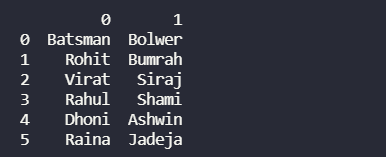 0 1
0 Batsman Bolwer
1 Rohit Bumrah
2 Virat Siraj
3 Rahul Shami
4 Dhoni Ashwin
5 Raina Jadeja